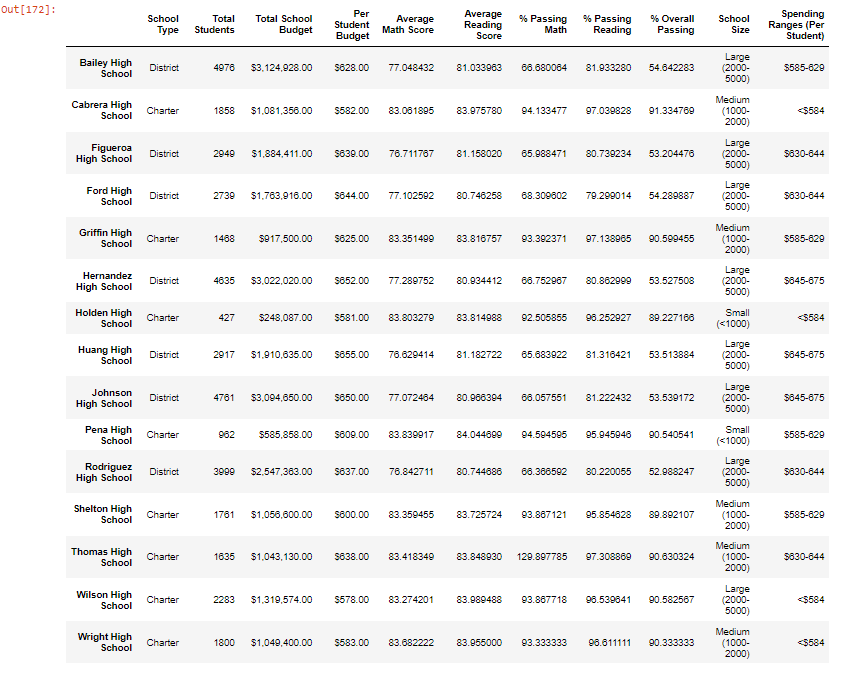 Out[172]:
School Type Total Students Total School Budget Per Student Budget Average Math Score Average Reading Score % Passing Math % Passing Reading % Overall Passing School Size Spending Ranges (Per Student)
Bailey High School District 4976 $3,124,928.00 $628.00 77.048432 81.033963 66.680064 81.933280 54.642283 Large (2000-5000) $585-629
Cabrera High School Charter 1858 $1,081,356.00 $582.00 83.061895 83.975780 94.133477 97.039828 91.334769 Medium (1000-2000) <$584
Figueroa High School District 2949 $1,884,411.00 $639.00 76.711767 81.158020 65.988471 80.739234 53.204476 Large (2000-5000) $630-644
Ford High School District 2739 $1,763,916.00 $644.00 77.102592 80.746258 68.309602 79.299014 54.289887 Large (2000-5000) $630-644
Griffin High School Charter 1468 $917,500.00 $625.00 83.351499 83.816757 93.392371 97.138965 90.599455 Medium (1000-2000) $585-629
Hernandez High School District 4635 $3,022,020.00 $652.00 77.289752 80.934412 66.752967 80.862999 53.527508 Large (2000-5000) $645-675
Holden High School Charter 427 $248,087.00 $581.00 83.803279 83.814988 92.505855 96.252927 89.227166 Small (<1000) <$584
Huang High School District 2917 $1,910,635.00 $655.00 76.629414 81.182722 65.683922 81.316421 53.513884 Large (2000-5000) $645-675
Johnson High School District 4761 $3,094,650.00 $650.00 77.072464 80.966394 66.057551 81.222432 53.539172 Large (2000-5000) $645-675
Pena High School Charter 962 $585,858.00 $609.00 83.839917 84.044699 94.594595 95.945946 90.540541 Small (<1000) $585-629
Rodriguez High School District 3999 $2,547,363.00 $637.00 76.842711 80.744686 66.366592 80.220055 52.988247 Large (2000-5000) $630-644
Shelton High School Charter 1761 $1,056,600.00 $600.00 83.359455 83.725724 93.867121 95.854628 89.892107 Medium (1000-2000) $585-629
Thomas High School Charter 1635 $1,043,130.00 $638.00 83.418349 83.848930 129.897785 97.308869 90.630324 Medium (1000-2000) $630-644
Wilson High School Charter 2283 $1,319,574.00 $578.00 83.274201 83.989488 93.867718 96.539641 90.582567 Large (2000-5000) <$584
Wright High School Charter 1800 $1,049,400.00 $583.00 83.682222 83.955000 93.333333 96.611111 90.333333 Medium (1000-2000) <$584